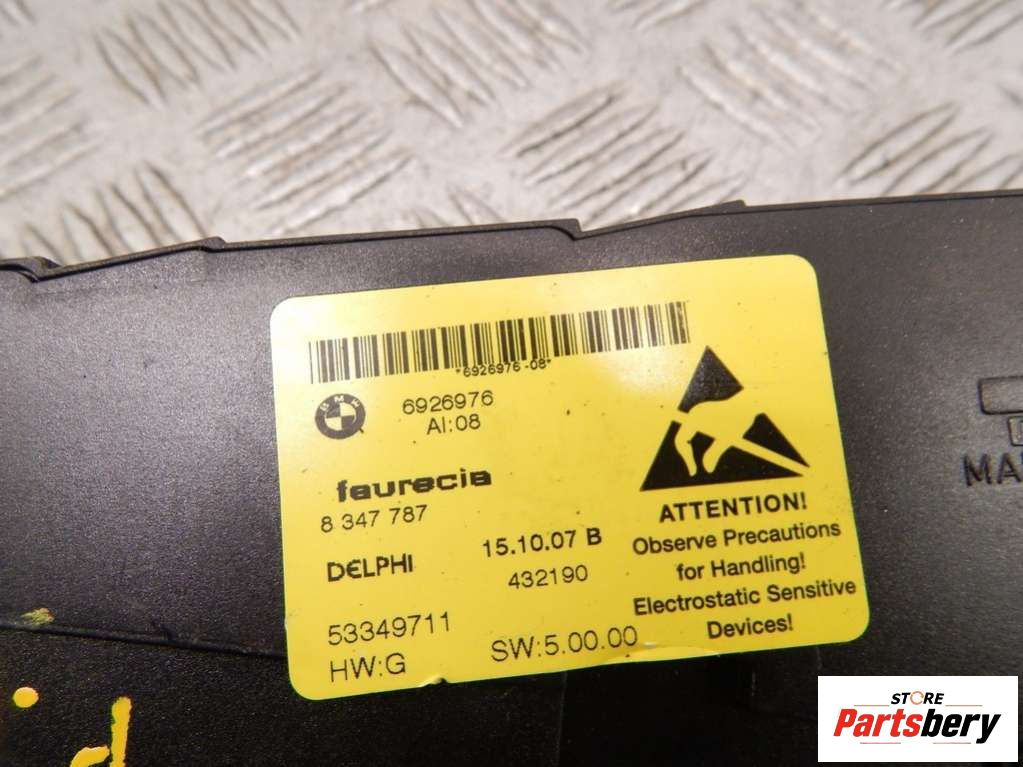 *6926976-08*
BMW
6926976
AI:08
faurecia
8 347 787
DELPHI
15.10.07 B
432190
53349711
HW:G
SW:5.00.00
ATTENTION!
Observe Precautions
for Handling!
Electrostatic Sensitive
Devices!
STORE
Partsbery